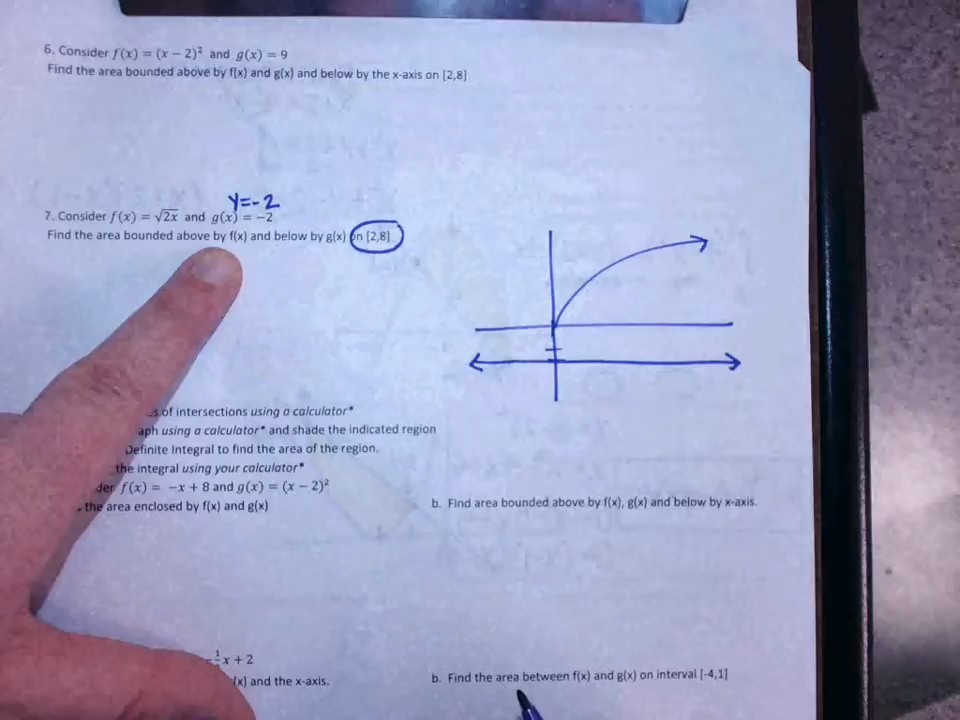 6. Consider f(x) = (x − 2)² and g(x) = 9
Find the area bounded above by f(x) and g(x) and below by the x-axis on [2,8]
y=-2
7. Consider f(x) = √2x and g(x) = −2
Find the area bounded above by f(x) and below by g(x) on [2,8]
of intersections using a calculator*
using a calculator* and shade the indicated region
Definite Integral to find the area of the region.
the integral using your calculator*
f(x) = −x + 8 and g(x) = (x − 2)²
the area enclosed by f(x) and g(x)
b. Find area bounded above by f(x), g(x) and below by x-axis.
1/2 x + 2
(x) and the x-axis.
b. Find the area between f(x) and g(x) on interval [-4,1]